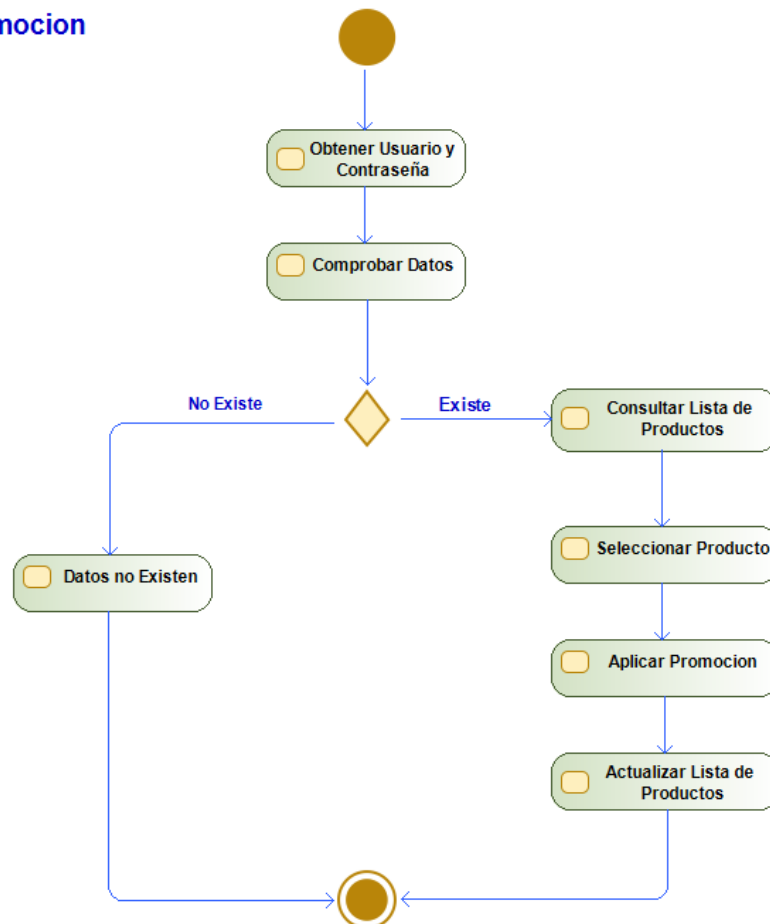 mocion
Obtener Usuario y
Contraseña
Comprobar Datos
No Existe
Existe
Consultar Lista de
Productos
Datos no Existen
Seleccionar Producto
Aplicar Promocion
Actualizar Lista de
Productos